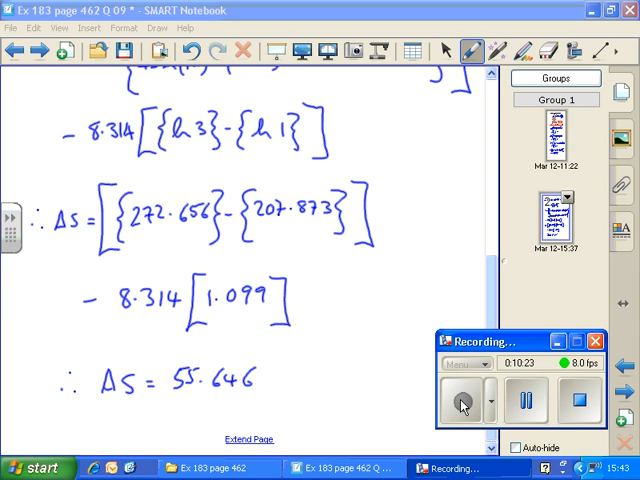 Ex 183 page 462 Q 09 * - SMART Notebook
File Edit View Insert Format Draw Help
- 8.314 [{ln 3} - {ln 1}]
∴ ΔS = [{272.656} - {207.873}]
- 8.314 [1.099]
∴ ΔS = 55.646
Extend Page
Groups
Group 1
Mar 12-11:22
Mar 12-15:37
Recording...
Menu
0:10:23
8.0 fps
Auto-hide
start
Ex 183 page 462
Ex 183 page 462 Q ...
Recording...
15:43